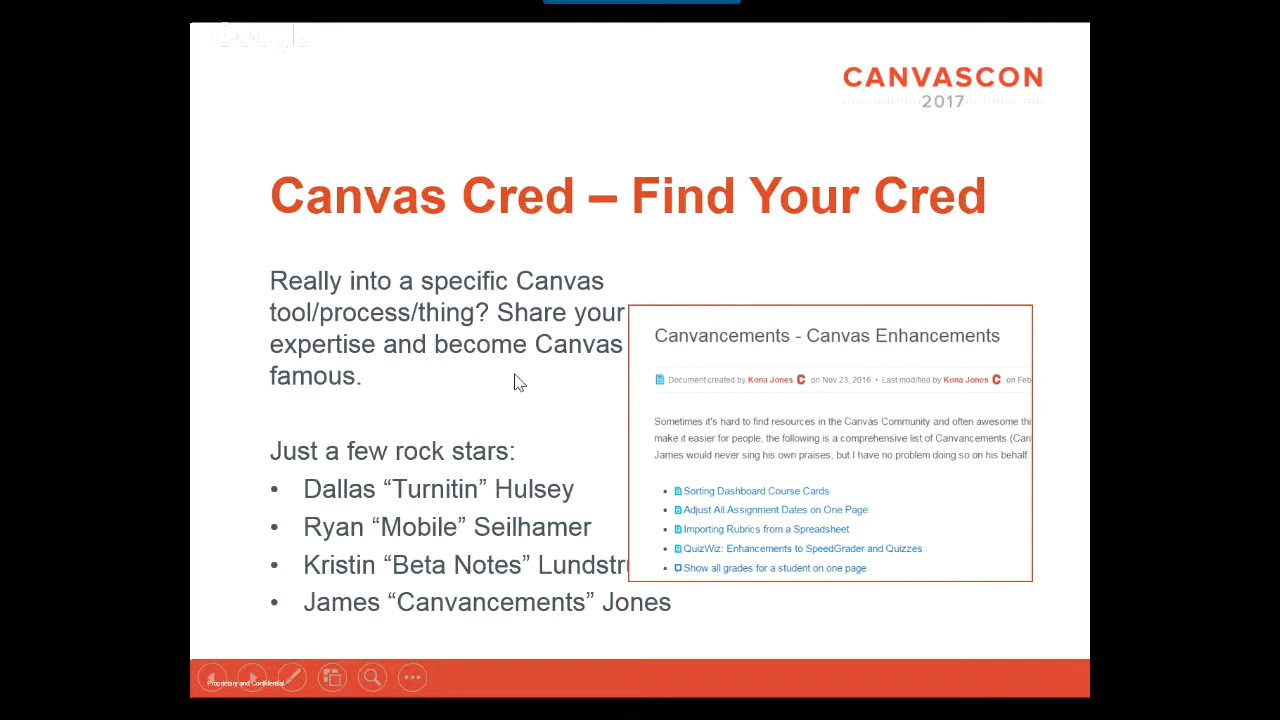 CANVASCON
2017
Canvas Cred – Find Your Cred
Really into a specific Canvas
tool/process/thing? Share your
expertise and become Canvas
famous.
Just a few rock stars:
• Dallas “Turnitin” Hulsey
• Ryan “Mobile” Seilhamer
• Kristin “Beta Notes”
• James “Canvancements” Jones
Canvancements - Canvas Enhancements
Document created by Kona Jones on Nov 23, 2016 • Last modified by Kona Jones on Feb
Sometimes it's hard to find resources in the Canvas Community and often awesome
make it easier for people, the following is a comprehensive list of Canvancements
James would never sing his own praises, but I have no problem doing so on his behalf.
• Sorting Dashboard Course Cards
• Adjust All Assignment Dates on One Page
• Importing Rubrics from a Spreadsheet
• QuizWiz: Enhancements to SpeedGrader and Quizzes
• Show all grades for a student on one page
Proprietary and Confidential